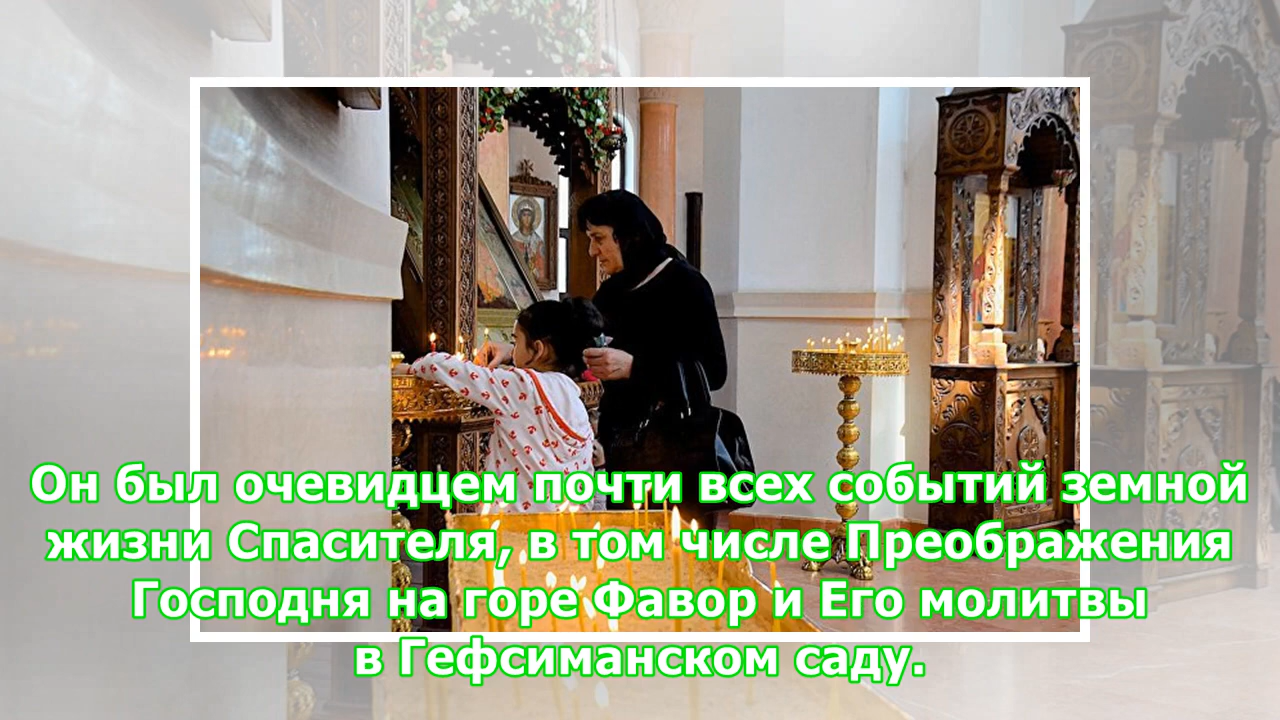 Он был очевидцем почти всех событий земной
жизни Спасителя, в том числе Преображения
Господня на горе Фавор и Его молитвы
в Гефсиманском саду.